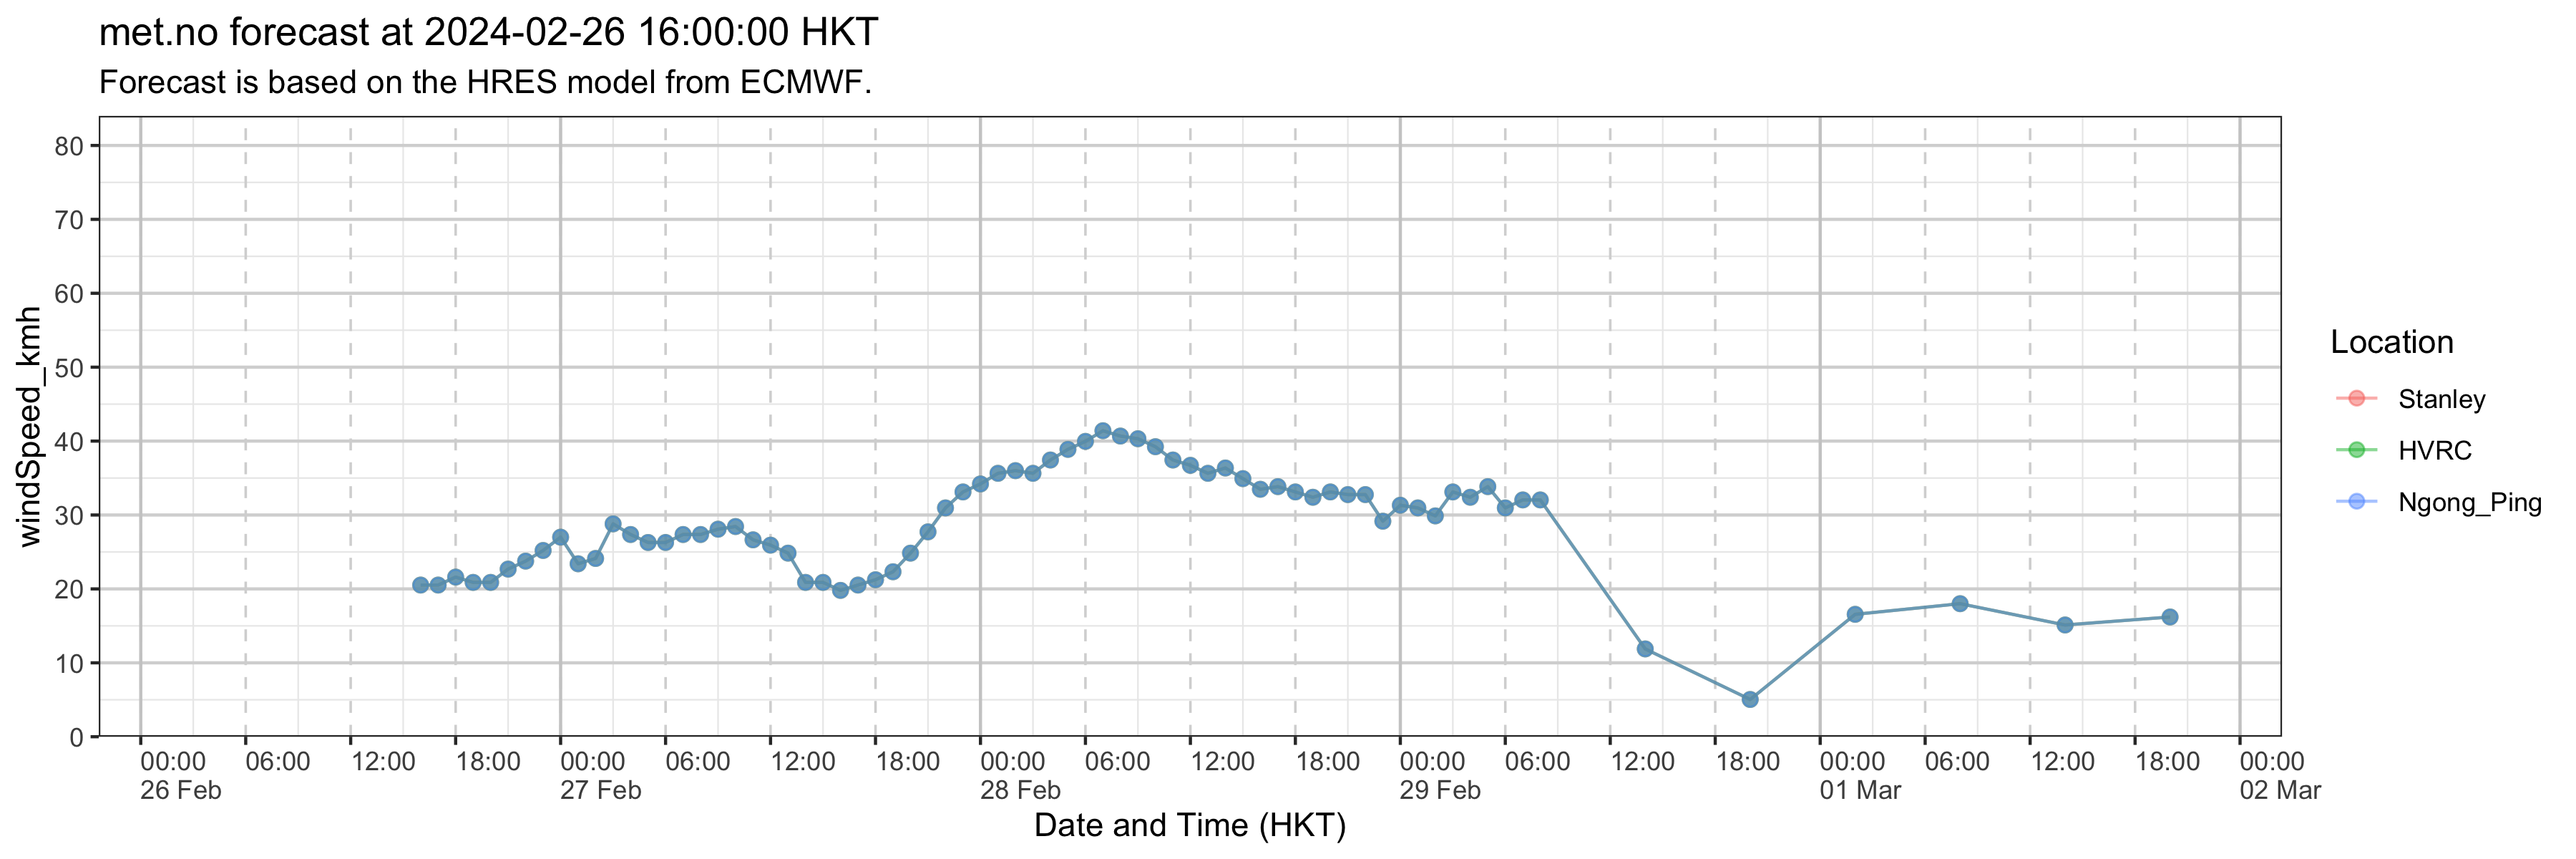 met.no forecast at 2024-02-26 16:00:00 HKT
Forecast is based on the HRES model from ECMWF.
windSpeed_kmh
80
70
60
50
40
30
20
10
0
00:00 06:00 12:00 18:00 00:00 06:00 12:00 18:00 00:00 06:00 12:00 18:00 00:00 06:00 12:00 18:00 00:00 06:00 12:00 18:00 00:00
26 Feb 27 Feb 28 Feb 29 Feb 01 Mar 02 Mar
Date and Time (HKT)
Location
Stanley
HVRC
Ngong_Ping